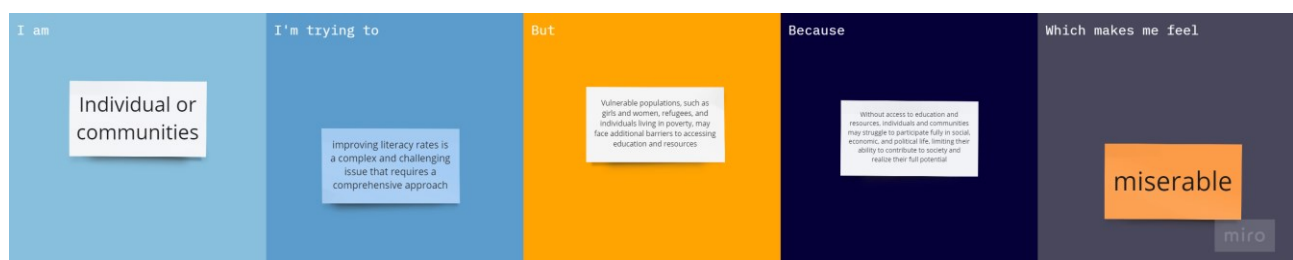 I am
Individual or
communities
I'm trying to
improving literacy rates is
a complex and challenging
issue that requires a
comprehensive approach
But
Vulnerable populations, such as
girls and women, refugees, and
individuals living in poverty, may
face additional barriers to accessing
education and resources
Because
Without access to education and
resources, individuals and communities
may struggle to participate fully in social,
economic, and political life, limiting their
ability to contribute to society and
realize their full potential
Which makes me feel
miserable
miro